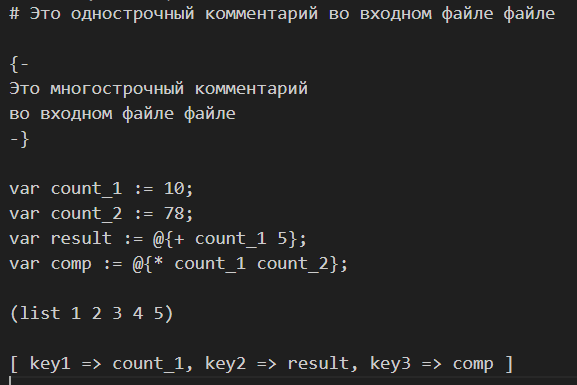 # Это однострочный комментарий во входном файле файле
{-
Это многострочный комментарий
во входном файле файле
-}
var count_1 := 10;
var count_2 := 78;
var result := @{+ count_1 5};
var comp := @{* count_1 count_2};
(list 1 2 3 4 5)
[ key1 => count_1, key2 => result, key3 => comp ]